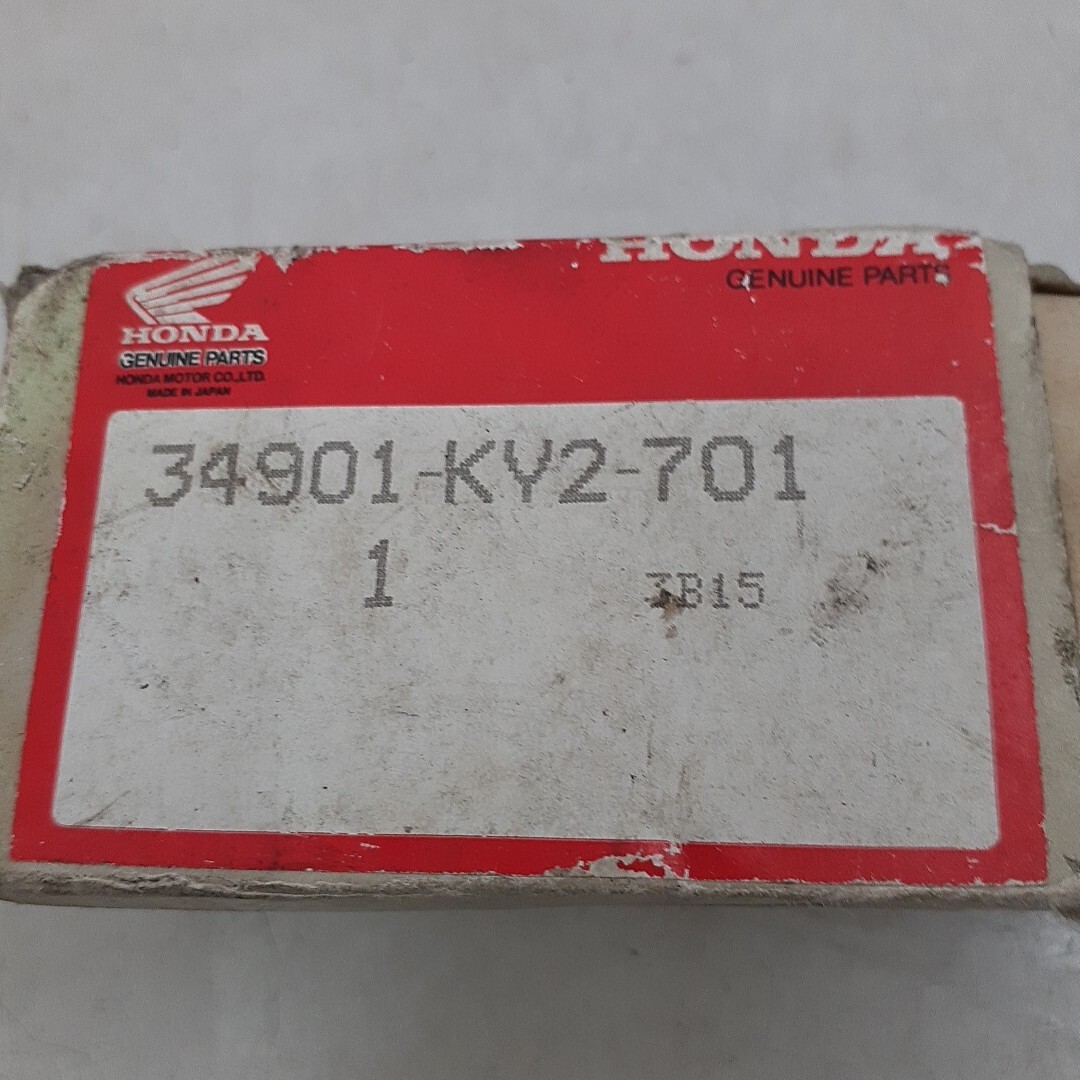 HONDA
GENUINE PARTS
HONDA
GENUINE PARTS
HONDA MOTOR CO.,LTD.
MADE IN JAPAN
34901-KY2-701
1
3B15